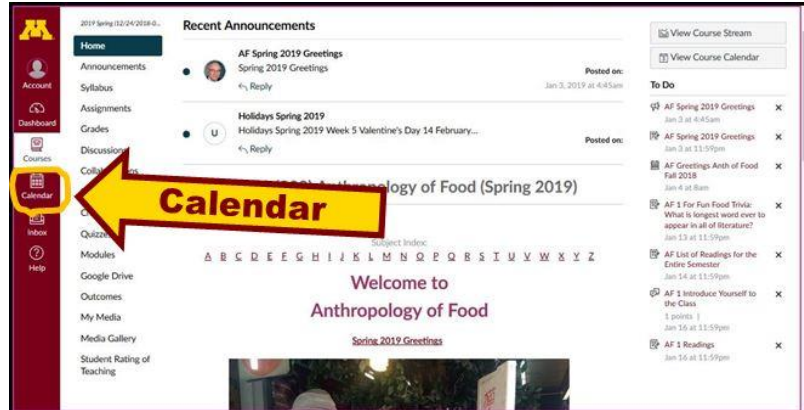 Account
Dashboard
Courses
Calendar
Inbox
Help
2019 Spring (12/24/2018-0...
Home
Announcements
Syllabus
Assignments
Grades
Discussions
Quizzes
Modules
Google Drive
Outcomes
My Media
Media Gallery
Student Rating of
Teaching
Recent Announcements
AF Spring 2019 Greetings
Spring 2019 Greetings
Reply
Posted on:
Jan 3, 2019 at 4:45am
U
Holidays Spring 2019
Holidays Spring 2019 Week 5 Valentine's Day 14 February...
Reply
Posted on:
Calendar
Anthropology of Food (Spring 2019)
Subject Index:
A B C D E F G H I J K L M N O P Q R S T U V W X Y Z
Welcome to
Anthropology of Food
Spring 2019 Greetings
View Course Stream
View Course Calendar
To Do
AF Spring 2019 Greetings
Jan 3 at 4:45am
AF Spring 2019 Greetings
Jan 3 at 11:59pm
AF Greetings Anth of Food
Fall 2018
Jan 4 at 8am
AF 1 For Fun Food Trivia:
What is longest word ever to
appear in all of literature?
Jan 13 at 11:59pm
AF List of Readings for the
Entire Semester
Jan 14 at 11:59pm
AF 1 Introduce Yourself to
the Class
1 points |
Jan 16 at 11:59pm
AF 1 Readings
Jan 16 at 11:59pm